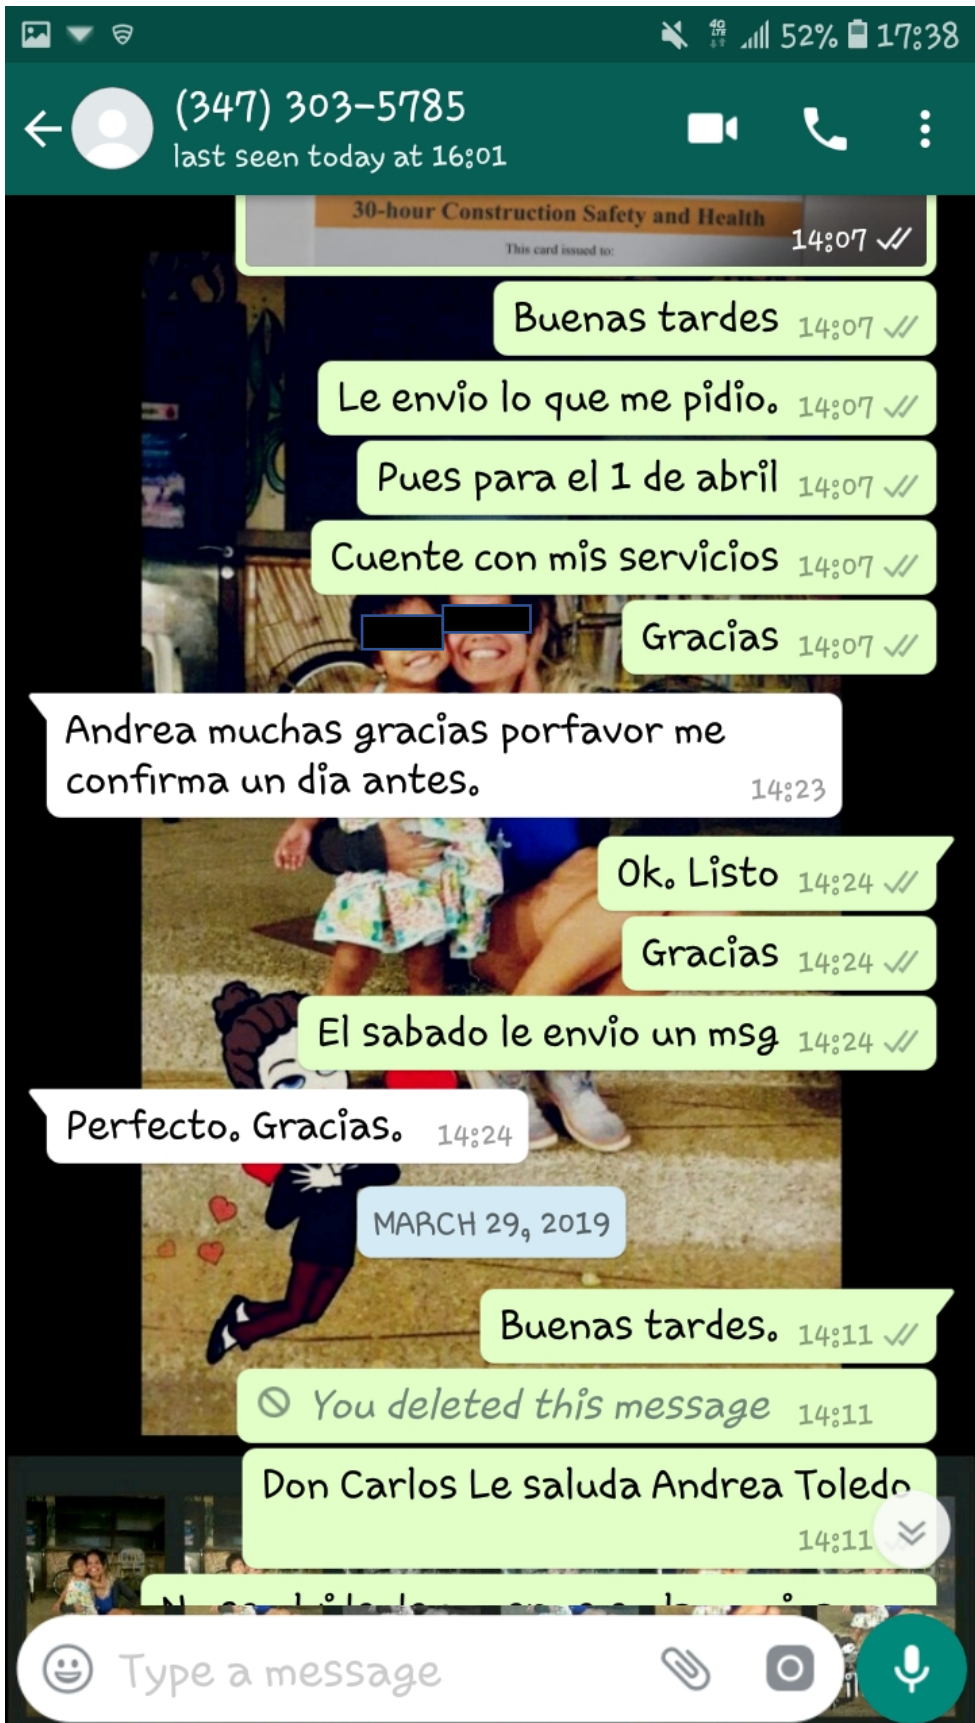 52% 17:38
(347) 303-5785
last seen today at 16:01
30-hour Construction Safety and Health
This card issued to:
14:07
Buenas tardes 14:07
Le envio lo que me pidio. 14:07
Pues para el 1 de abril 14:07
Cuente con mis servicios 14:07
Gracias 14:07
Andrea muchas gracias porfavor me
confirma un dia antes. 14:23
Ok. Listo 14:24
Gracias 14:24
El sabado le envio un msg 14:24
Perfecto. Gracias. 14:24
MARCH 29, 2019
Buenas tardes. 14:11
You deleted this message 14:11
Don Carlos Le saluda Andrea Toledo
14:11
Type a message